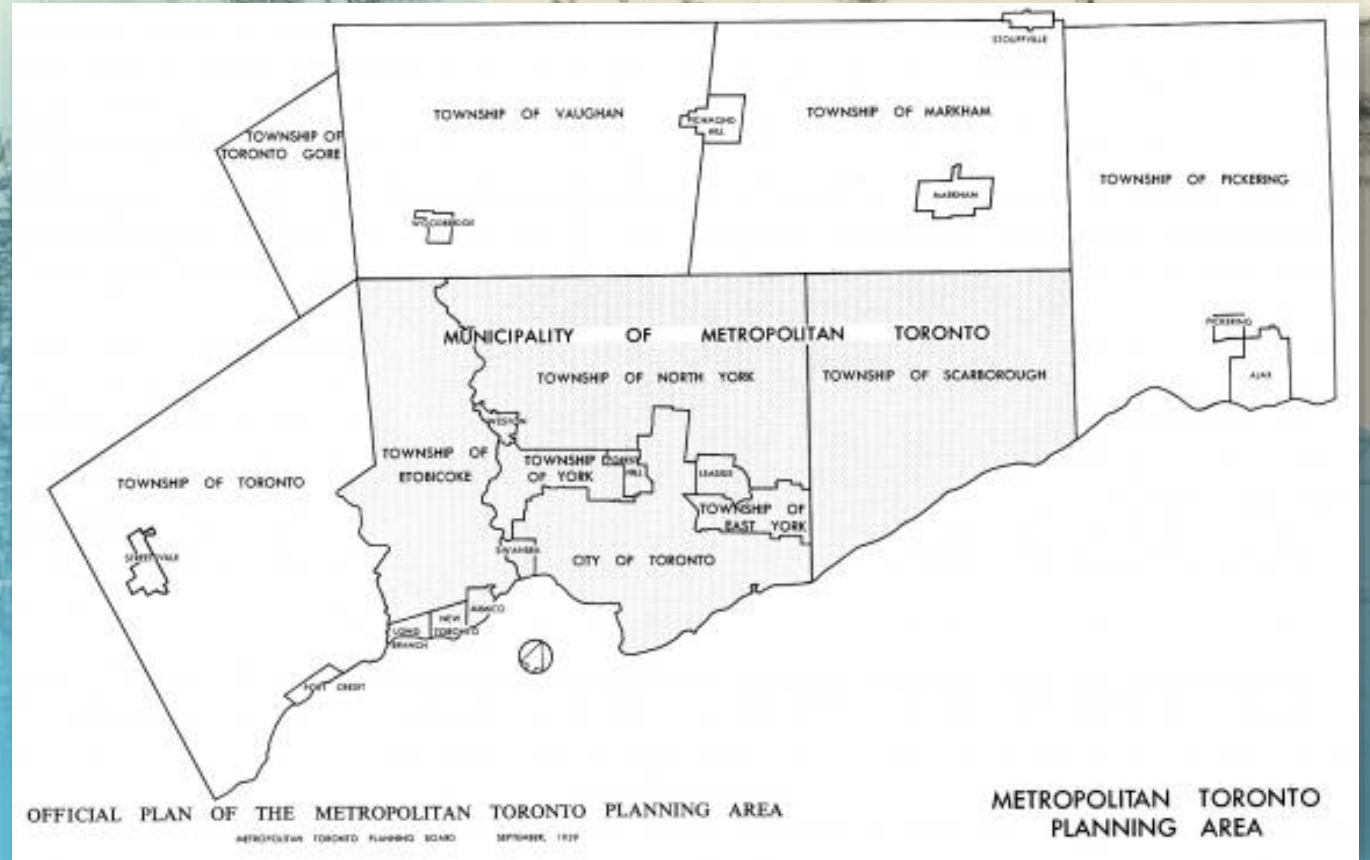 STOUFFVILLE
TOWNSHIP OF VAUGHAN
RICHMOND
HILL
TOWNSHIP OF MARKHAM
TOWNSHIP OF
TORONTO GORE
MARKHAM
TOWNSHIP OF PICKERING
WOODBRIDGE
MUNICIPALITY OF METROPOLITAN TORONTO
PICKERING
TOWNSHIP OF NORTH YORK
TOWNSHIP OF SCARBOROUGH
AJAX
WESTON
TOWNSHIP OF
ETOBICOKE
TOWNSHIP
OF YORK
FOREST
HILL
LEASIDE
TOWNSHIP OF TORONTO
TOWNSHIP OF
EAST YORK
STREETSVILLE
SWANSEA
CITY OF TORONTO
MIMICO
NEW
TORONTO
LONG
BRANCH
PORT CREDIT
OFFICIAL PLAN OF THE METROPOLITAN TORONTO PLANNING AREA
METROPOLITAN TORONTO PLANNING BOARD SEPTEMBER, 1959
METROPOLITAN TORONTO
PLANNING AREA